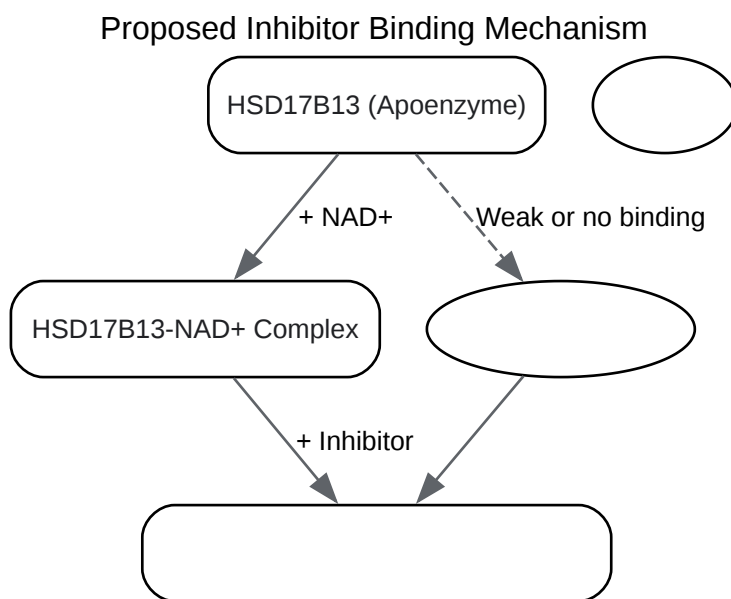 Proposed Inhibitor Binding Mechanism
HSD17B13 (Apoenzyme)
+ NAD+
Weak or no binding
HSD17B13-NAD+ Complex
+ Inhibitor